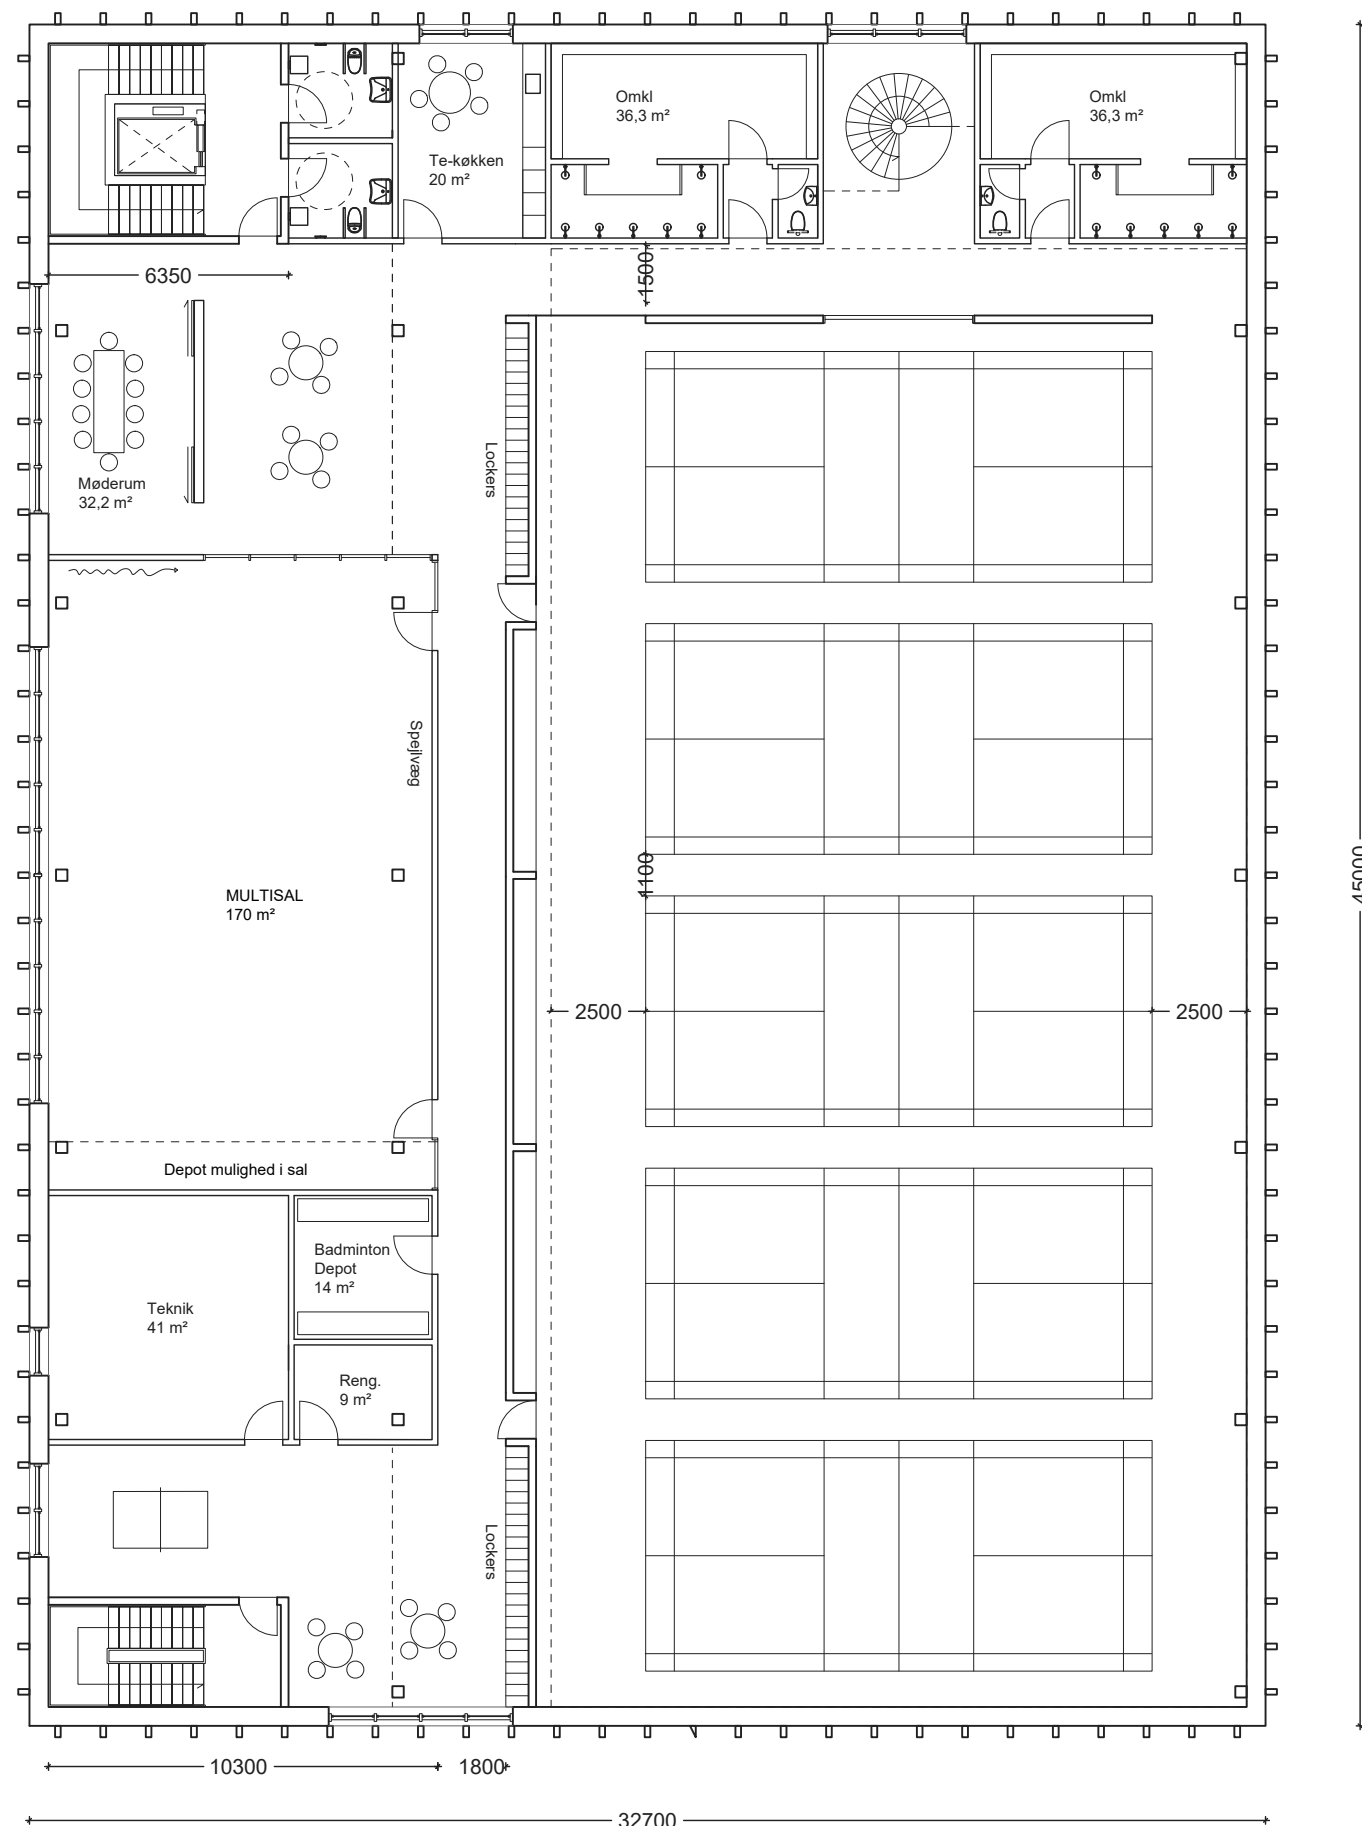 Omkl
36,3 m²
Omkl
36,3 m²
Te-køkken
20 m²
6350
1500
Møderum
32,2 m²
Lockers
Spejlvæg
MULTISAL
170 m²
1100
45000
2500
2500
Depot mulighed i sal
Badminton
Depot
14 m²
Teknik
41 m²
Reng.
9 m²
Lockers
10300
1800
32700